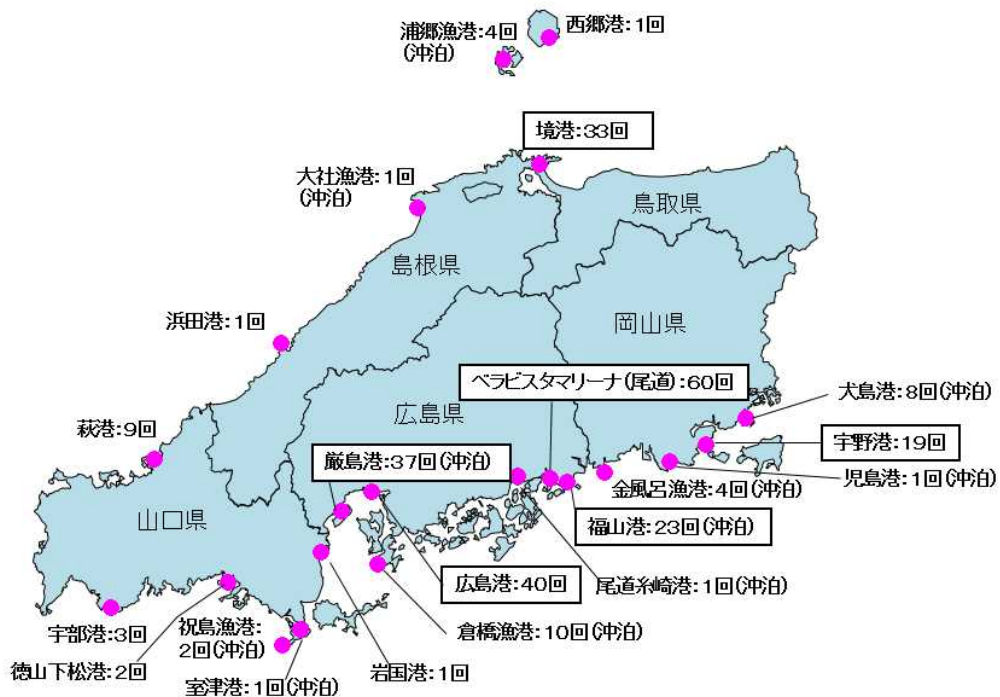 浦郷漁港:4回
(沖泊)
西郷港:1回
境港:33回
大社漁港:1回
(沖泊)
鳥取県
島根県
浜田港:1回
岡山県
ベラビスタマリーナ(尾道):60回
犬島港:8回(沖泊)
広島県
萩港:9回
宇野港:19回
厳島港:37回(沖泊)
児島港:1回(沖泊)
金風呂漁港:4回(沖泊)
山口県
福山港:23回(沖泊)
広島港:40回
尾道糸崎港:1回(沖泊)
宇部港:3回
祝島漁港:
2回(沖泊)
倉橋漁港:10回(沖泊)
徳山下松港:2回
岩国港:1回
室津港:1回(沖泊)